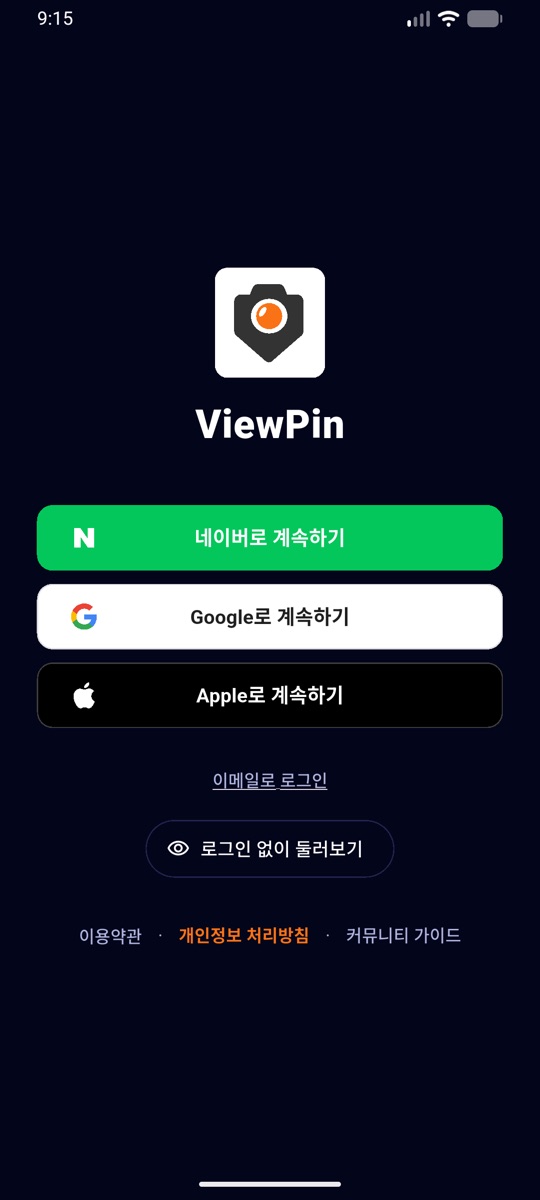 9:15
ViewPin
네이버로 계속하기
Google로 계속하기
Apple로 계속하기
이메일로 로그인
로그인 없이 둘러보기
이용약관 · 개인정보 처리방침 · 커뮤니티 가이드